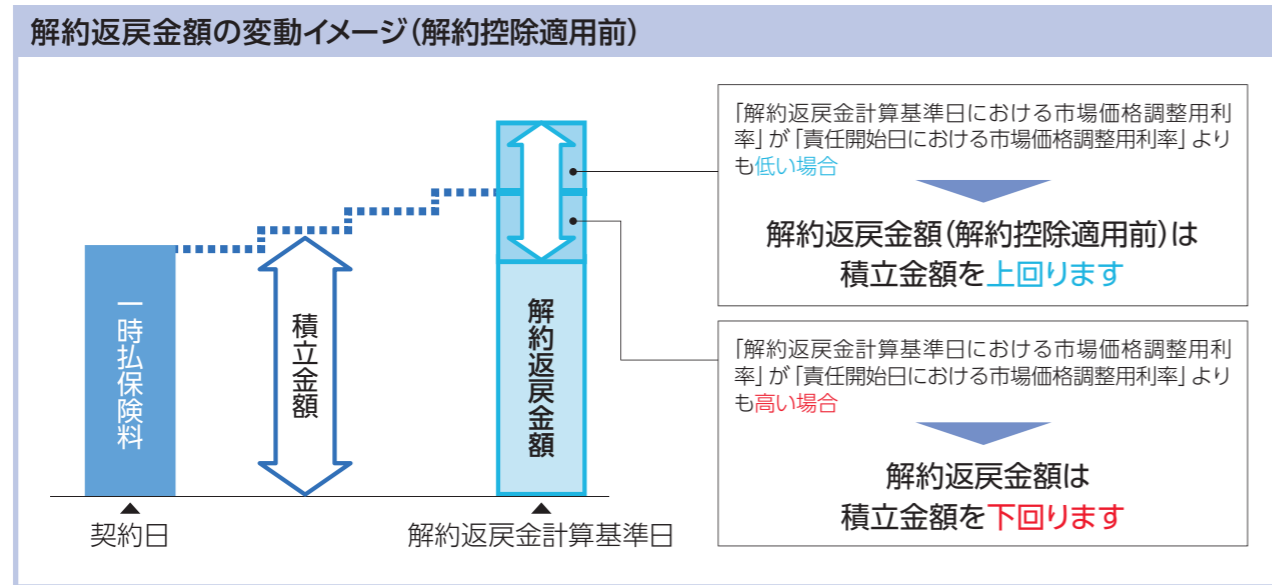 解約返戻金額の変動イメージ（解約控除適用前）
一時払保険料
積立金額
解約返戻金額
契約日
解約返戻金計算基準日
「解約返戻金計算基準日における市場価格調整用利
率」が「責任開始日における市場価格調整用利率」より
も低い場合
解約返戻金額（解約控除適用前）は
積立金額を上回ります
「解約返戻金計算基準日における市場価格調整用利
率」が「責任開始日における市場価格調整用利率」より
も高い場合
解約返戻金額は
積立金額を下回ります